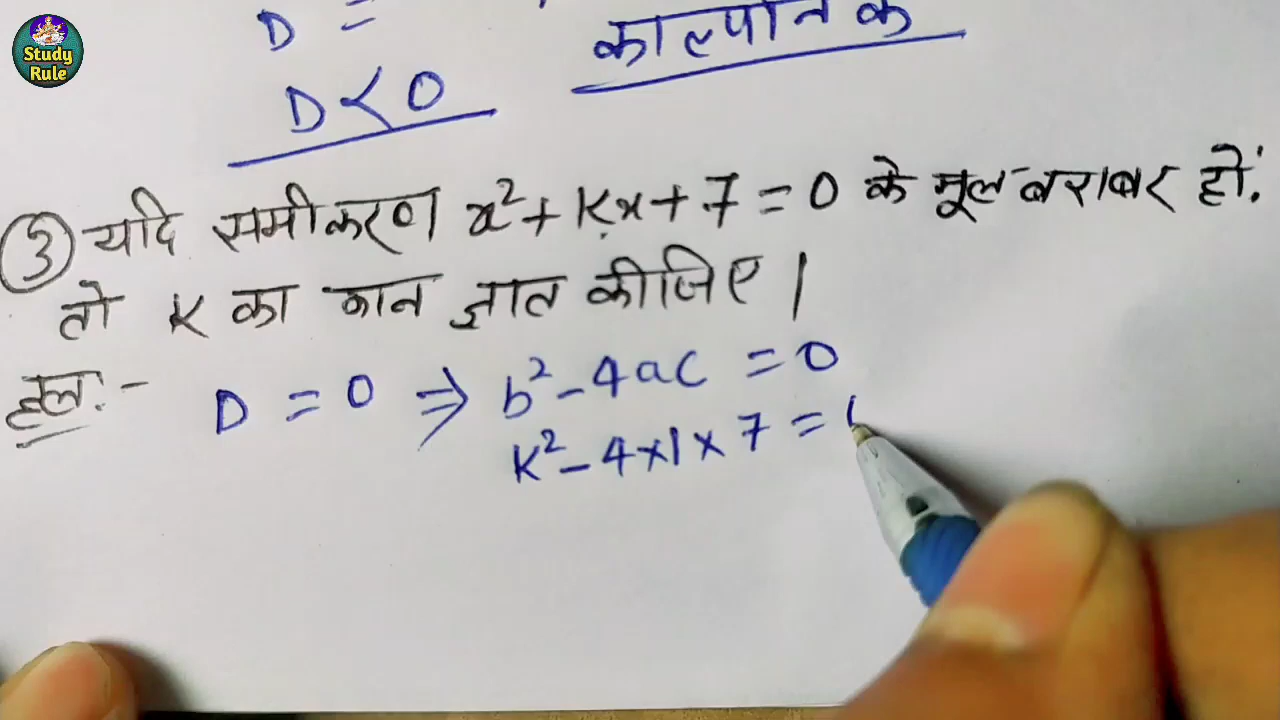 Study
Rule
D =
काल्पनिक
D < 0
③ यदि समीकरण x² + Kx + 7 = 0 के मूल बराबर हों.
तो K का मान ज्ञात कीजिए |
हल :- D = 0 ⇒ b² - 4ac = 0
K² - 4×1×7 =